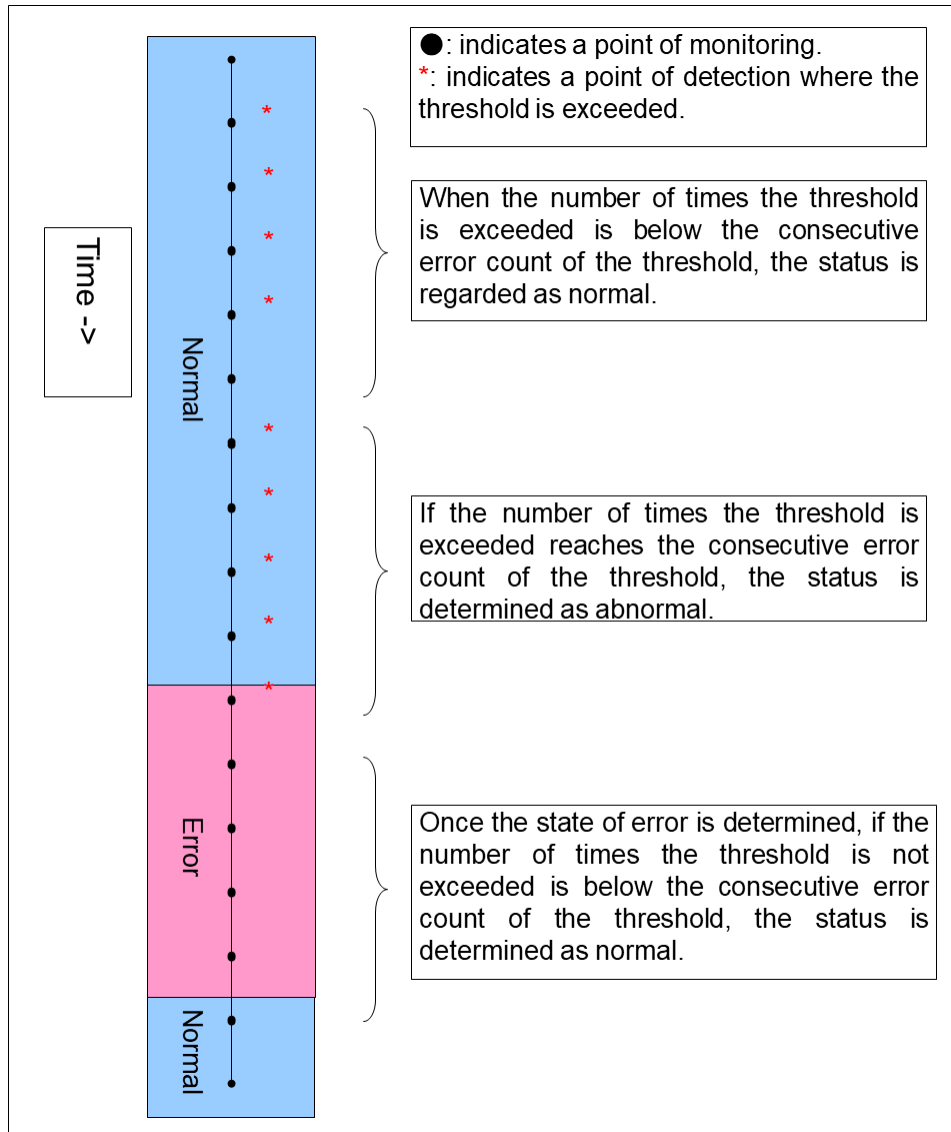 ●: indicates a point of monitoring.
*: indicates a point of detection where the
threshold is exceeded.
When the number of times the threshold
is exceeded is below the consecutive
error count of the threshold, the status is
regarded as normal.
Time ->
Normal
If the number of times the threshold is
exceeded reaches the consecutive error
count of the threshold, the status is
determined as abnormal.
Error
Once the state of error is determined, if the
number of times the threshold is not
exceeded is below the consecutive error
count of the threshold, the status is
determined as normal.
Normal